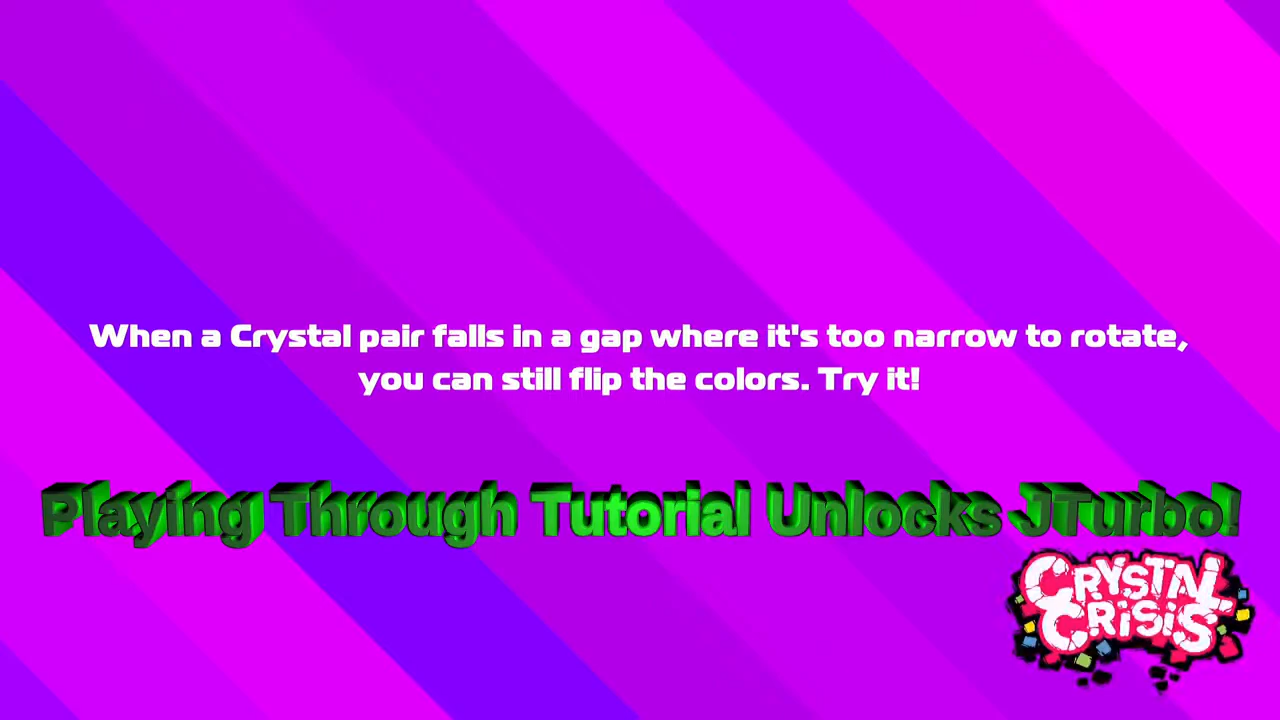 When a Crystal pair falls in a gap where it's too narrow to rotate,
you can still flip the colors. Try it!
Playing Through Tutorial Unlocks JTurbo!
CRYSTAL
CRISIS